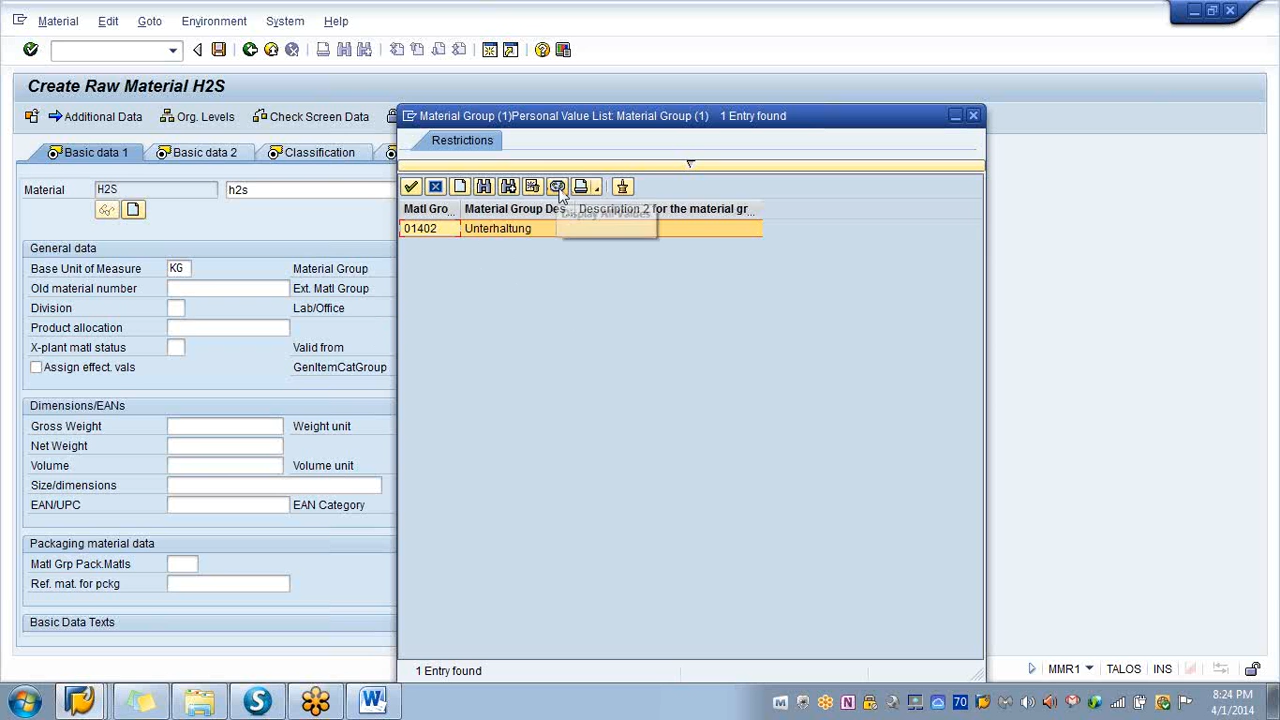 Material Edit Goto Environment System Help
Create Raw Material H2S
Additional Data Org. Levels Check Screen Data
Basic data 1 Basic data 2 Classification
Material H2S h2s
General data
Base Unit of Measure KG Material Group
Old material number Ext. Matl Group
Division Lab/Office
Product allocation
X-plant matl status Valid from
Assign effect. vals GenItemCatGroup
Dimensions/EANs
Gross Weight Weight unit
Net Weight
Volume Volume unit
Size/dimensions
EAN/UPC EAN Category
Packaging material data
Matl Grp Pack.Matls
Ref. mat. for pckg
Basic Data Texts
Material Group (1)Personal Value List: Material Group (1) 1 Entry found
Restrictions
Matl Gro... Material Group Des Description 2 for the material gr...
Display All Values
01402 Unterhaltung
1 Entry found
MMR1 TALOS INS
70
8:24 PM
4/1/2014